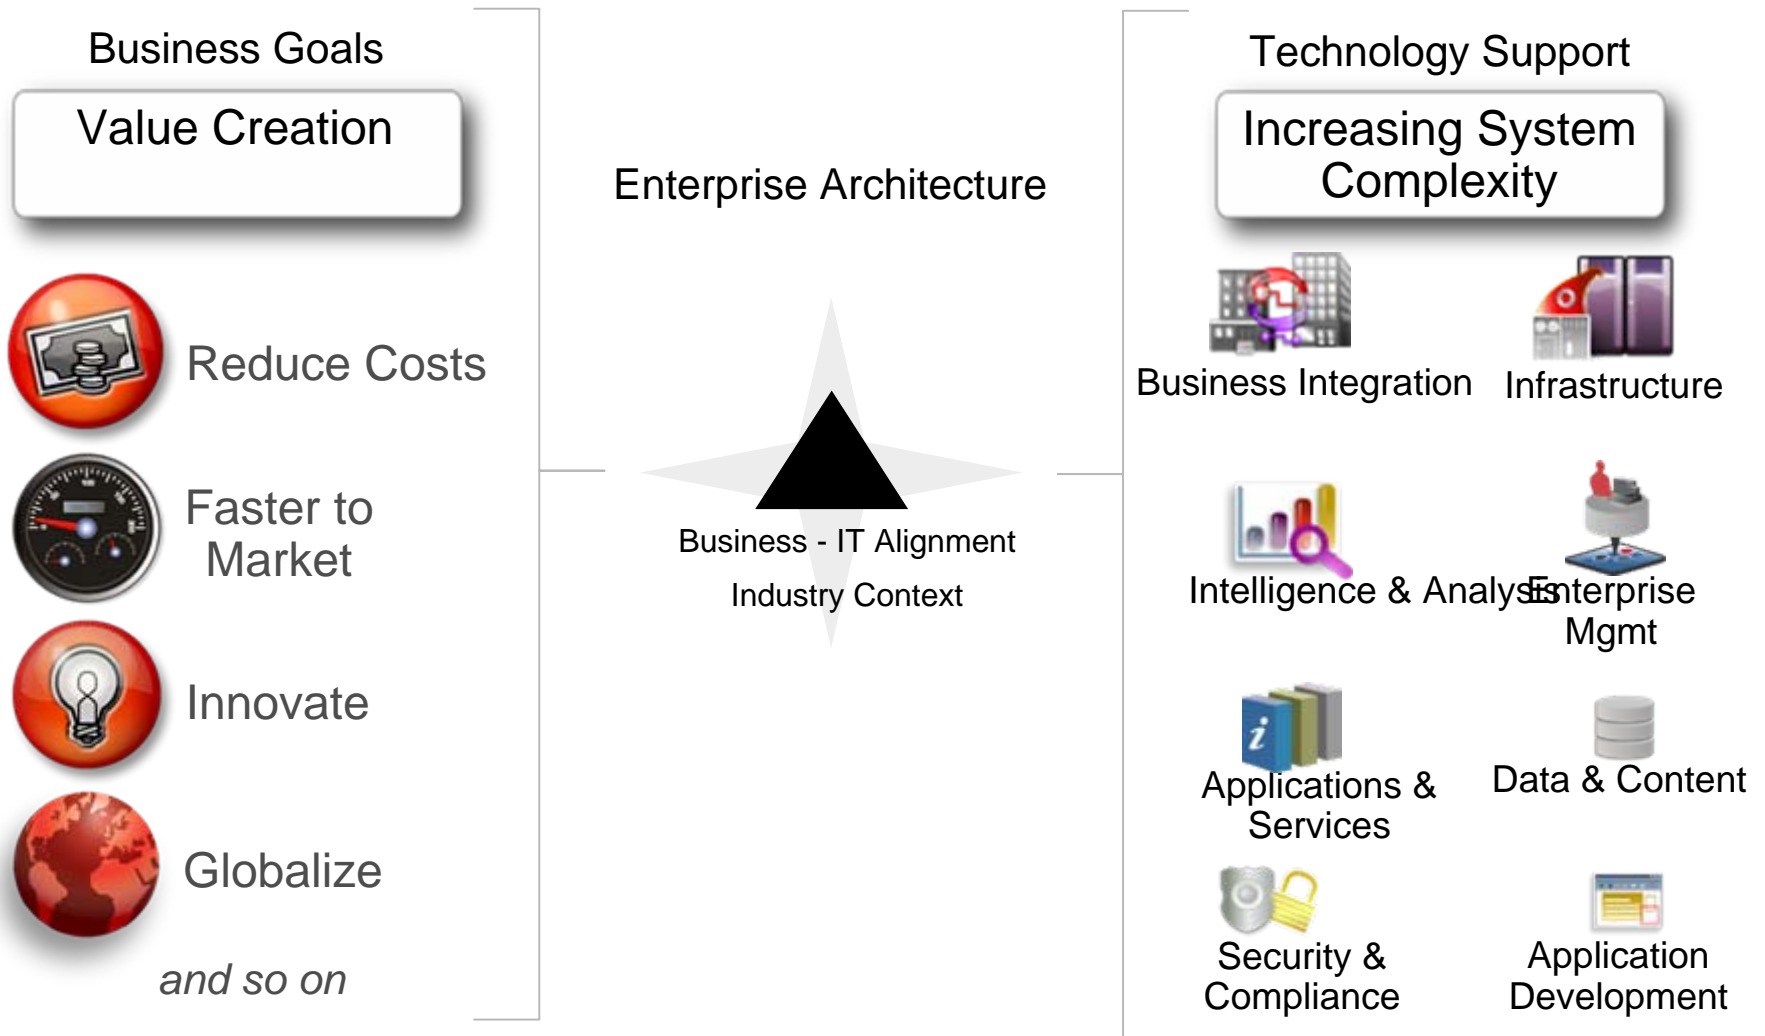 Business Goals
Value Creation
Reduce Costs
Faster to
Market
Innovate
Globalize
and so on
Enterprise Architecture
Business - IT Alignment
Industry Context
Technology Support
Increasing System
Complexity
Business Integration
Infrastructure
Intelligence & Analysis
Enterprise
Mgmt
Applications &
Services
Data & Content
Security &
Compliance
Application
Development